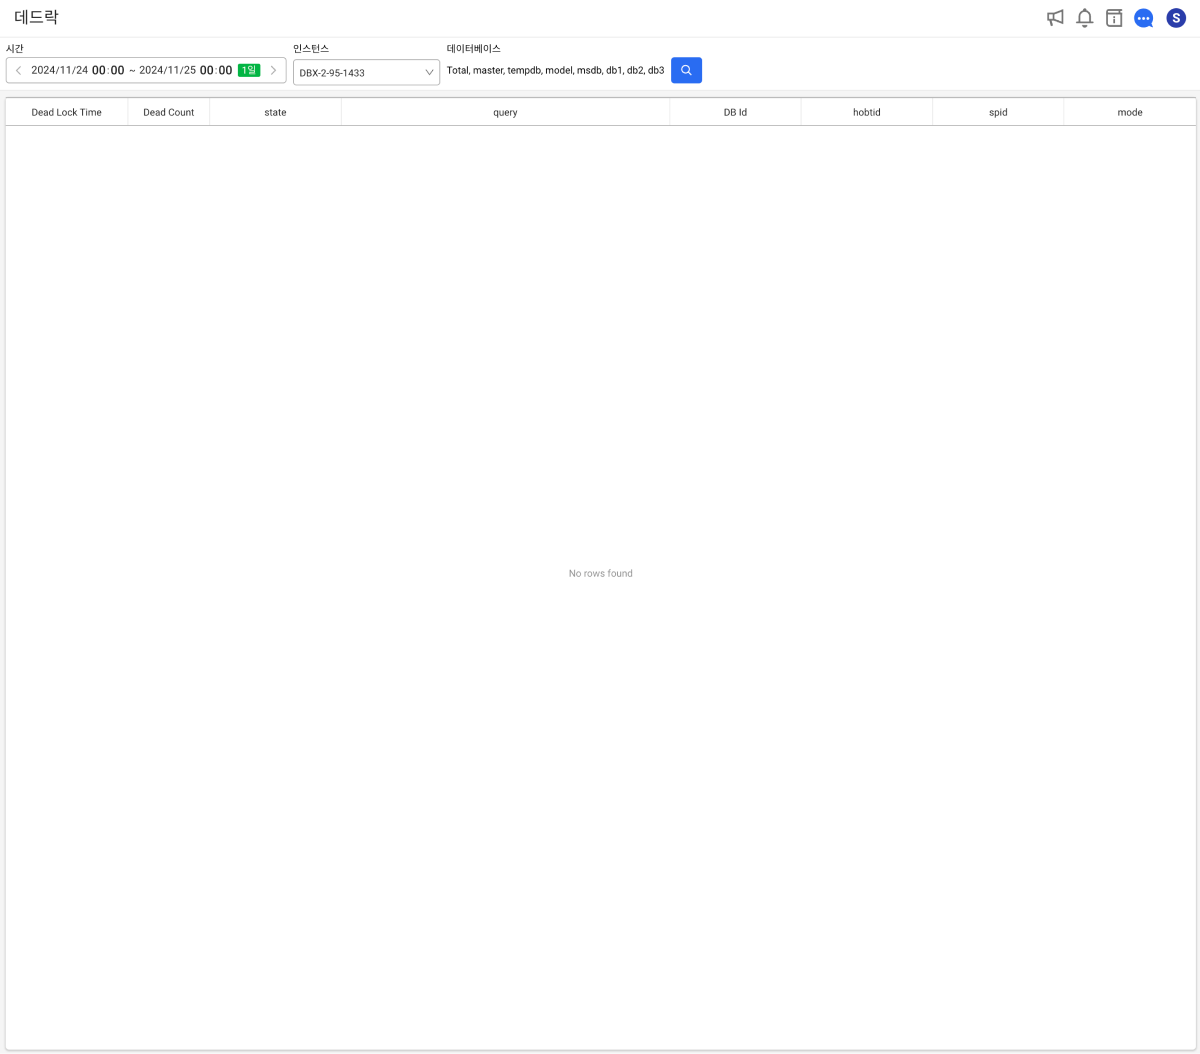 데드락
S
시간
인스턴스
데이터베이스
2024/11/24 00:00 ~ 2024/11/25 00:00 1일
DBX-2-95-1433
Total, master, tempdb, model, msdb, db1, db2, db3
Dead Lock Time
Dead Count
state
query
DB Id
hobtid
spid
mode
No rows found